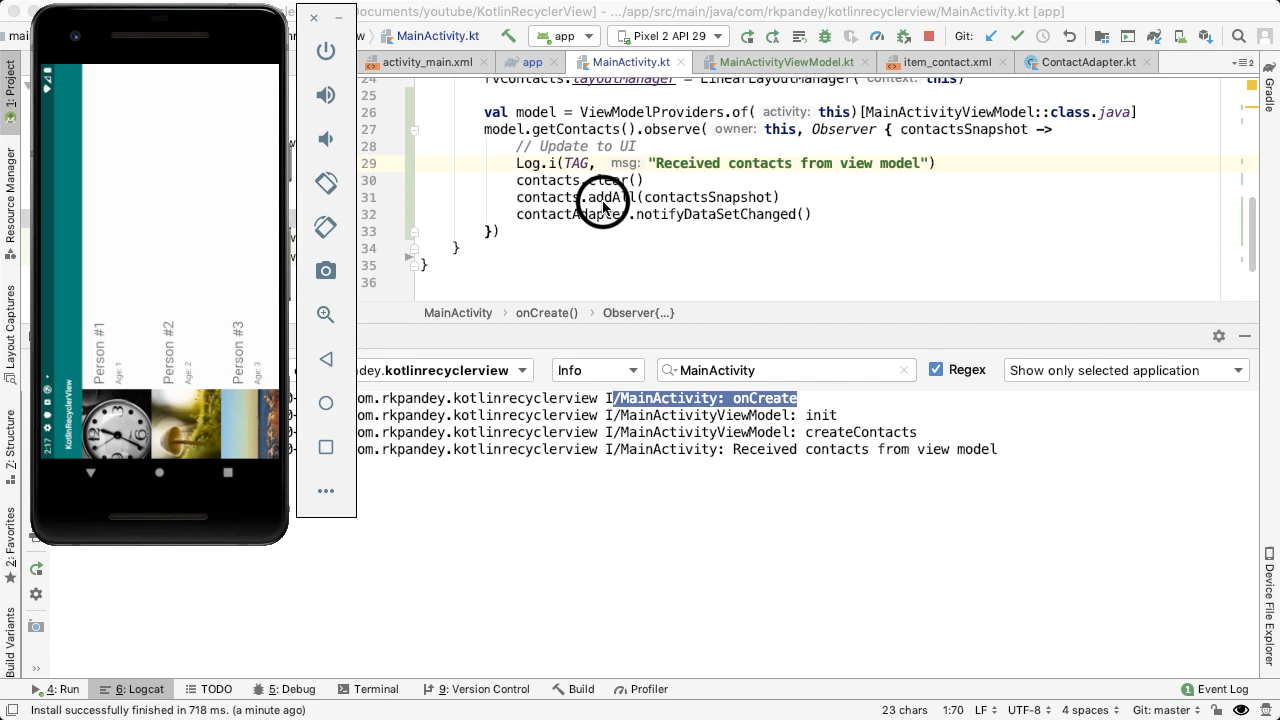 Documents/youtube/KotlinRecyclerView] - .../app/src/main/java/com/rkpandey/kotlinrecyclerview/MainActivity.kt [app]
MainActivity.kt
app
Pixel 2 API 29
Git:
activity_main.xml
app
MainActivity.kt
MainActivityViewModel.kt
item_contact.xml
ContactAdapter.kt
24 rvContacts.layoutManager = LinearLayoutManager( context: this)
25
26 val model = ViewModelProviders.of( activity: this)[MainActivityViewModel::class.java]
27 model.getContacts().observe( owner: this, Observer { contactsSnapshot ->
28 // Update to UI
29 Log.i(TAG, msg: "Received contacts from view model")
30 contacts.clear()
31 contacts.addAll(contactsSnapshot)
32 contactAdapter.notifyDataSetChanged()
33 })
34 }
35 }
36
MainActivity
onCreate()
Observer{...}
dey.kotlinrecyclerview
Info
MainActivity
Regex
Show only selected application
om.rkpandey.kotlinrecyclerview I/MainActivity: onCreate
om.rkpandey.kotlinrecyclerview I/MainActivityViewModel: init
om.rkpandey.kotlinrecyclerview I/MainActivityViewModel: createContacts
om.rkpandey.kotlinrecyclerview I/MainActivity: Received contacts from view model
2:17
KotlinRecyclerView
Person #1
Age: 1
Person #2
Age: 2
Person #3
Age: 3
1: Project
Resource Manager
Layout Captures
Z: Structure
2: Favorites
Build Variants
Gradle
Device File Explorer
4: Run
6: Logcat
TODO
5: Debug
Terminal
9: Version Control
Build
Profiler
1 Event Log
Install successfully finished in 718 ms. (a minute ago)
23 chars
1:70
LF
UTF-8
4 spaces
Git: master